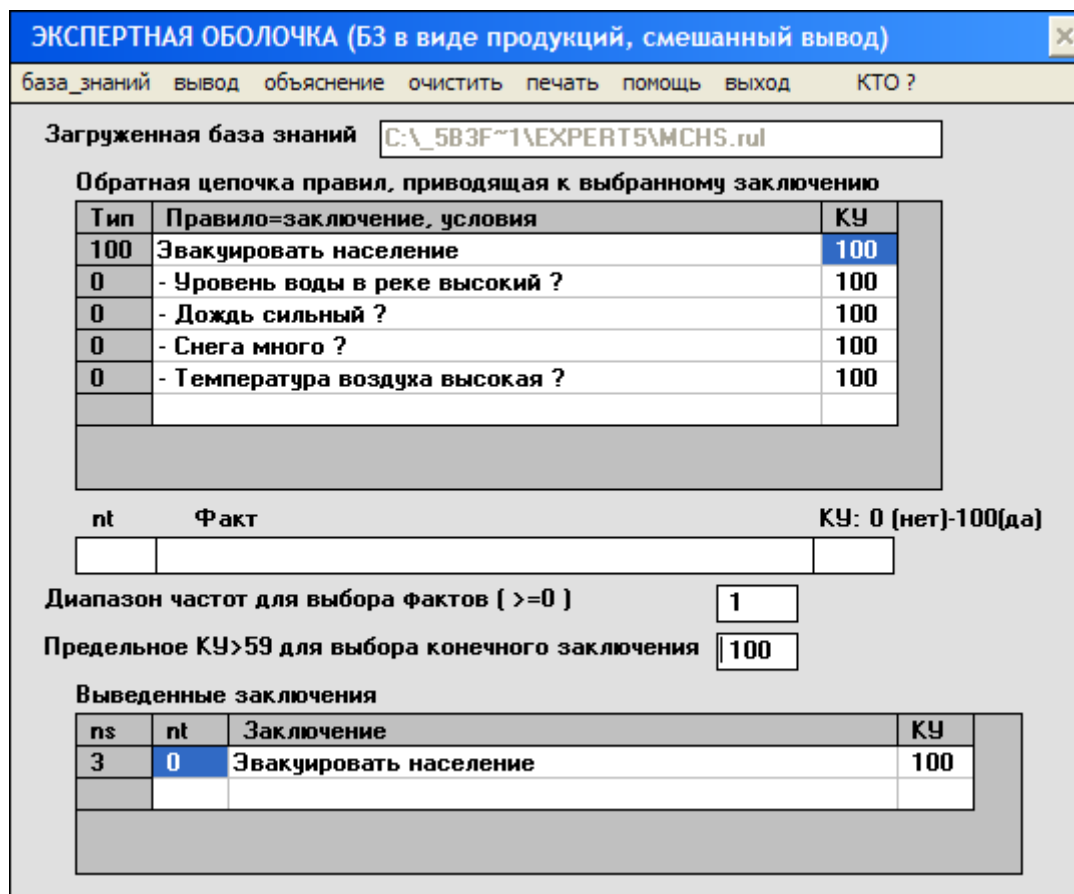 ЭКСПЕРТНАЯ ОБОЛОЧКА (БЗ в виде продукций, смешанный вывод)
база_знаний вывод объяснение очистить печать помощь выход КТО ?
Загруженная база знаний C:\_5B3F~1\EXPERT5\MCHS.rul
Обратная цепочка правил, приводящая к выбранному заключению
Тип Правило=заключение, условия КУ
100 Эвакуировать население 100
0 - Уровень воды в реке высокий ? 100
0 - Дождь сильный ? 100
0 - Снега много ? 100
0 - Температура воздуха высокая ? 100
nt Факт КУ: 0 (нет)-100(да)
Диапазон частот для выбора фактов ( >=0 ) 1
Предельное КУ>59 для выбора конечного заключения 100
Выведенные заключения
ns nt Заключение КУ
3 0 Эвакуировать население 100